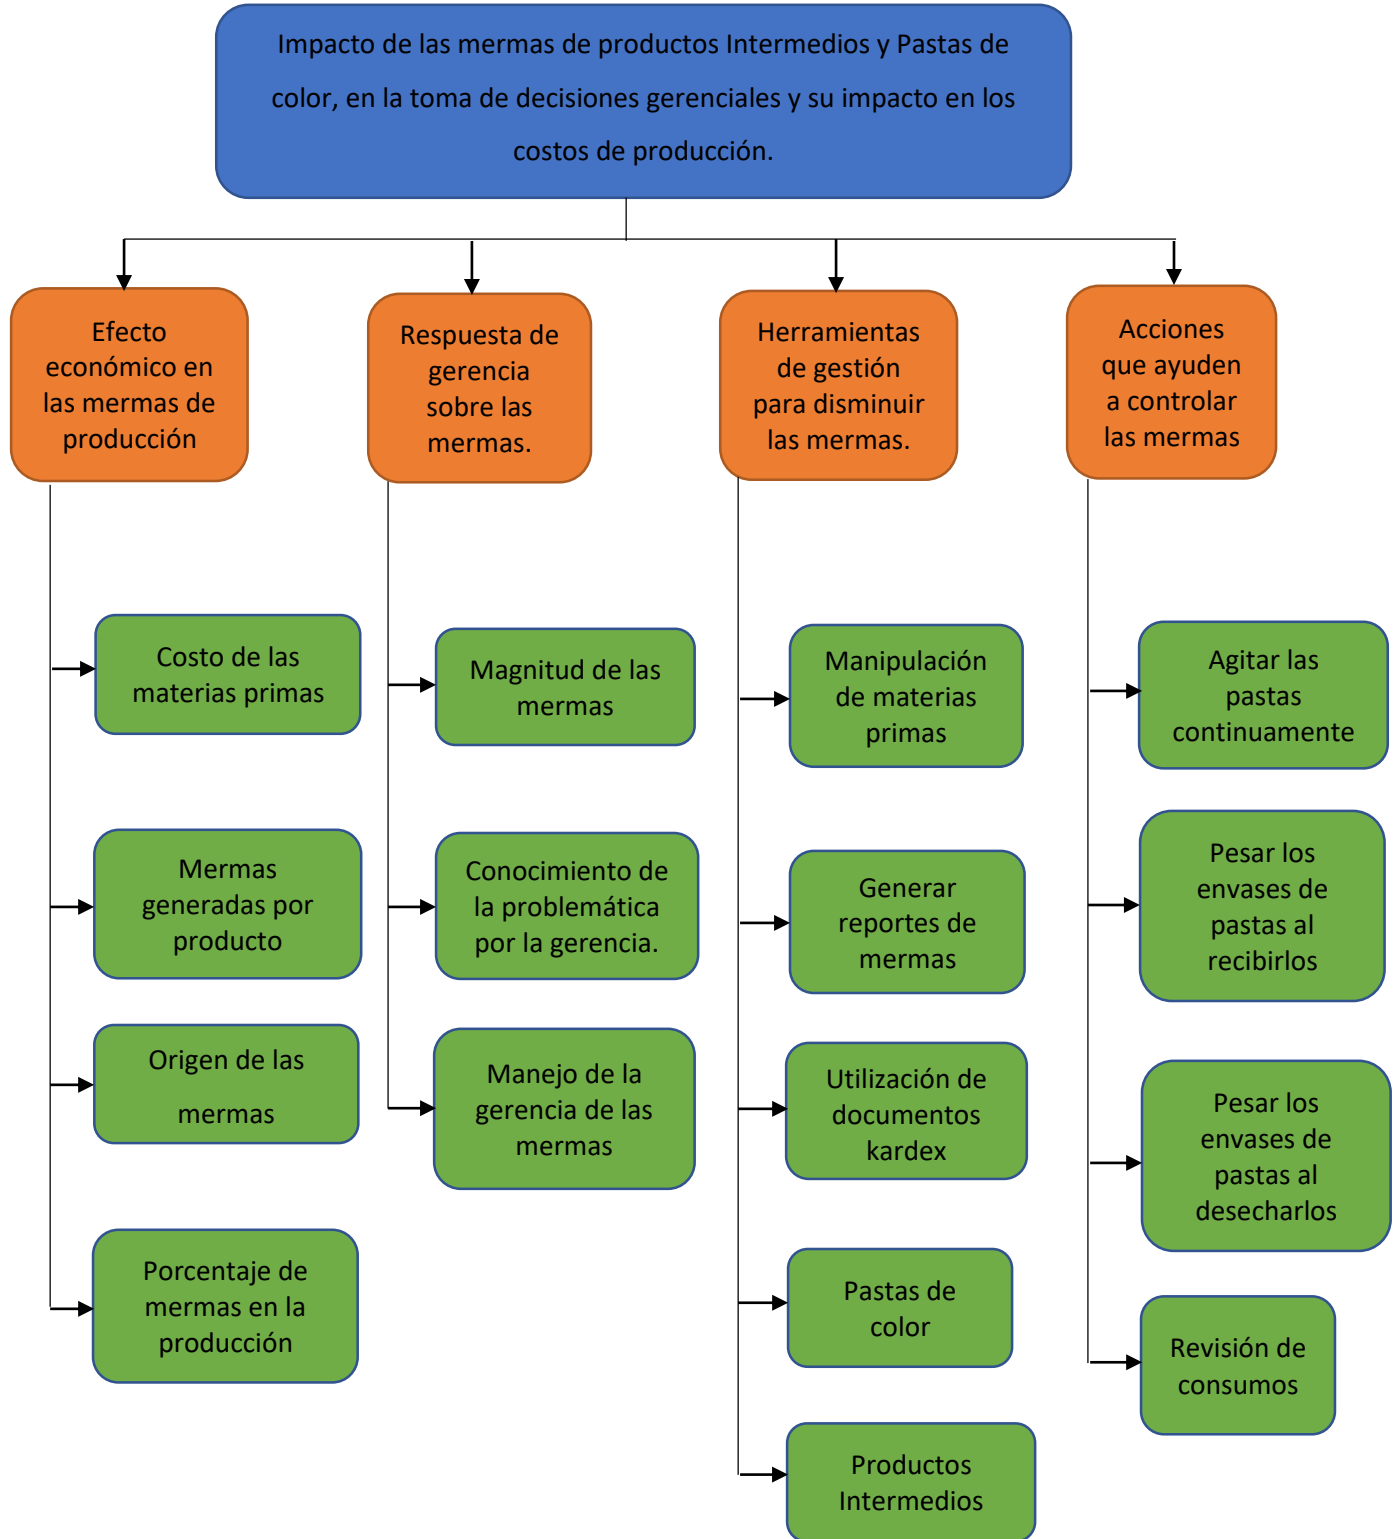 Impacto de las mermas de productos Intermedios y Pastas de
color, en la toma de decisiones gerenciales y su impacto en los
costos de producción.
Efecto
económico en
las mermas de
producción
Costo de las
materias primas
Mermas
generadas por
producto
Origen de las
mermas
Porcentaje de
mermas en la
producción
Respuesta de
gerencia
sobre las
mermas.
Magnitud de las
mermas
Conocimiento de
la problemática
por la gerencia.
Manejo de la
gerencia de las
mermas
Herramientas
de gestión
para disminuir
las mermas.
Manipulación
de materias
primas
Generar
reportes de
mermas
Utilización de
documentos
kardex
Pastas de
color
Productos
Intermedios
Acciones
que ayuden
a controlar
las mermas
Agitar las
pastas
continuamente
Pesar los
envases de
pastas al
recibirlos
Pesar los
envases de
pastas al
desecharlos
Revisión de
consumos